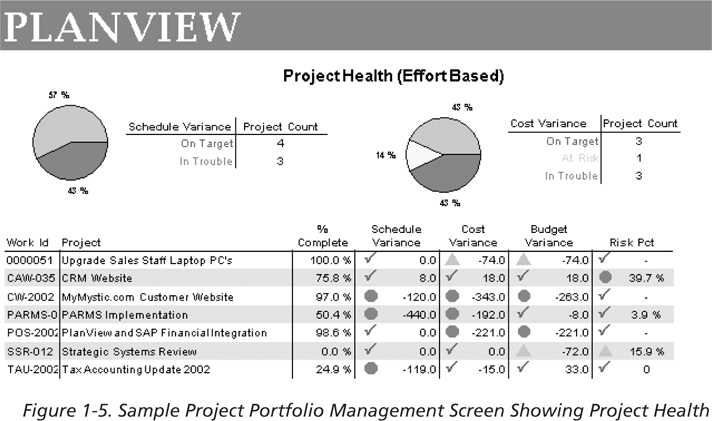 PLANVIEW
Project Health (Effort Based)
57 %
43 %
Schedule Variance Project Count
On Target 4
In Trouble 3
43 %
14 %
43 %
Cost Variance Project Count
On Target 3
At Risk 1
In Trouble 3
Work Id Project % Complete Schedule Variance Cost Variance Budget Variance Risk Pct
0000051 Upgrade Sales Staff Laptop PC's 100.0 % 0.0 -74.0 -74.0 -
CAW-035 CRM Website 75.8 % 8.0 18.0 18.0 39.7 %
CW-2002 MyMystic.com Customer Website 97.0 % -120.0 -343.0 -263.0 -
PARMS-0 PARMS Implementation 50.4 % -440.0 -192.0 -8.0 3.9 %
POS-2002 PlanView and SAP Financial Integration 98.6 % 0.0 -221.0 -221.0 -
SSR-012 Strategic Systems Review 0.0 % 0.0 0.0 -72.0 15.9 %
TAU-2002 Tax Accounting Update 2002 24.9 % -119.0 -15.0 33.0 0
Figure 1-5. Sample Project Portfolio Management Screen Showing Project Health